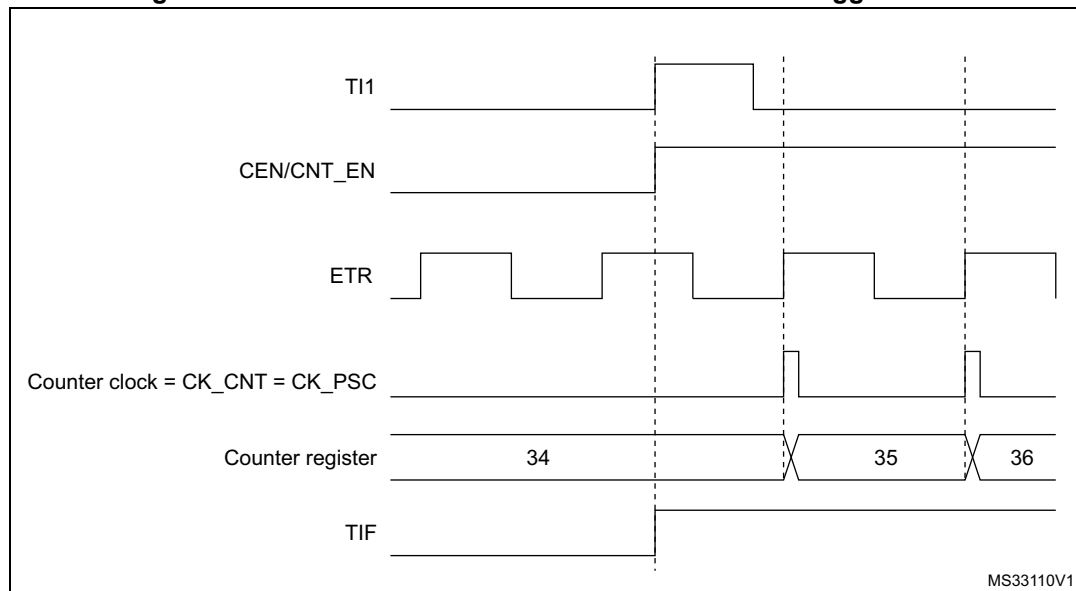 TI1
CEN/CNT_EN
ETR
Counter clock = CK_CNT = CK_PSC
Counter register 34 35 36
TIF
MS33110V1